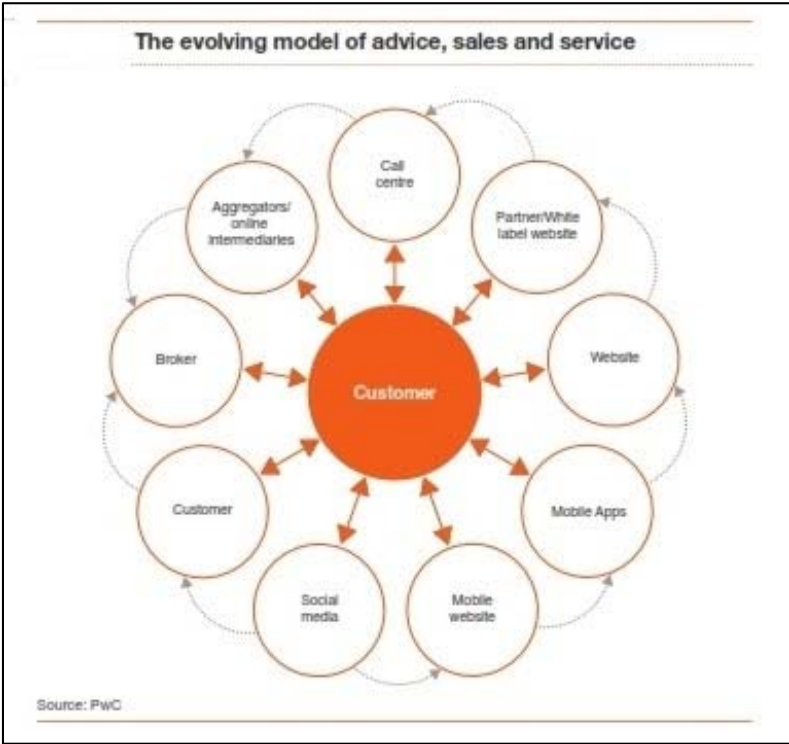 The evolving model of advice, sales and service
Call
centre
Partner/White
label website
Website
Mobile Apps
Mobile
website
Social
media
Customer
Broker
Aggregators/
online
intermediaries
Customer
Source: PwC